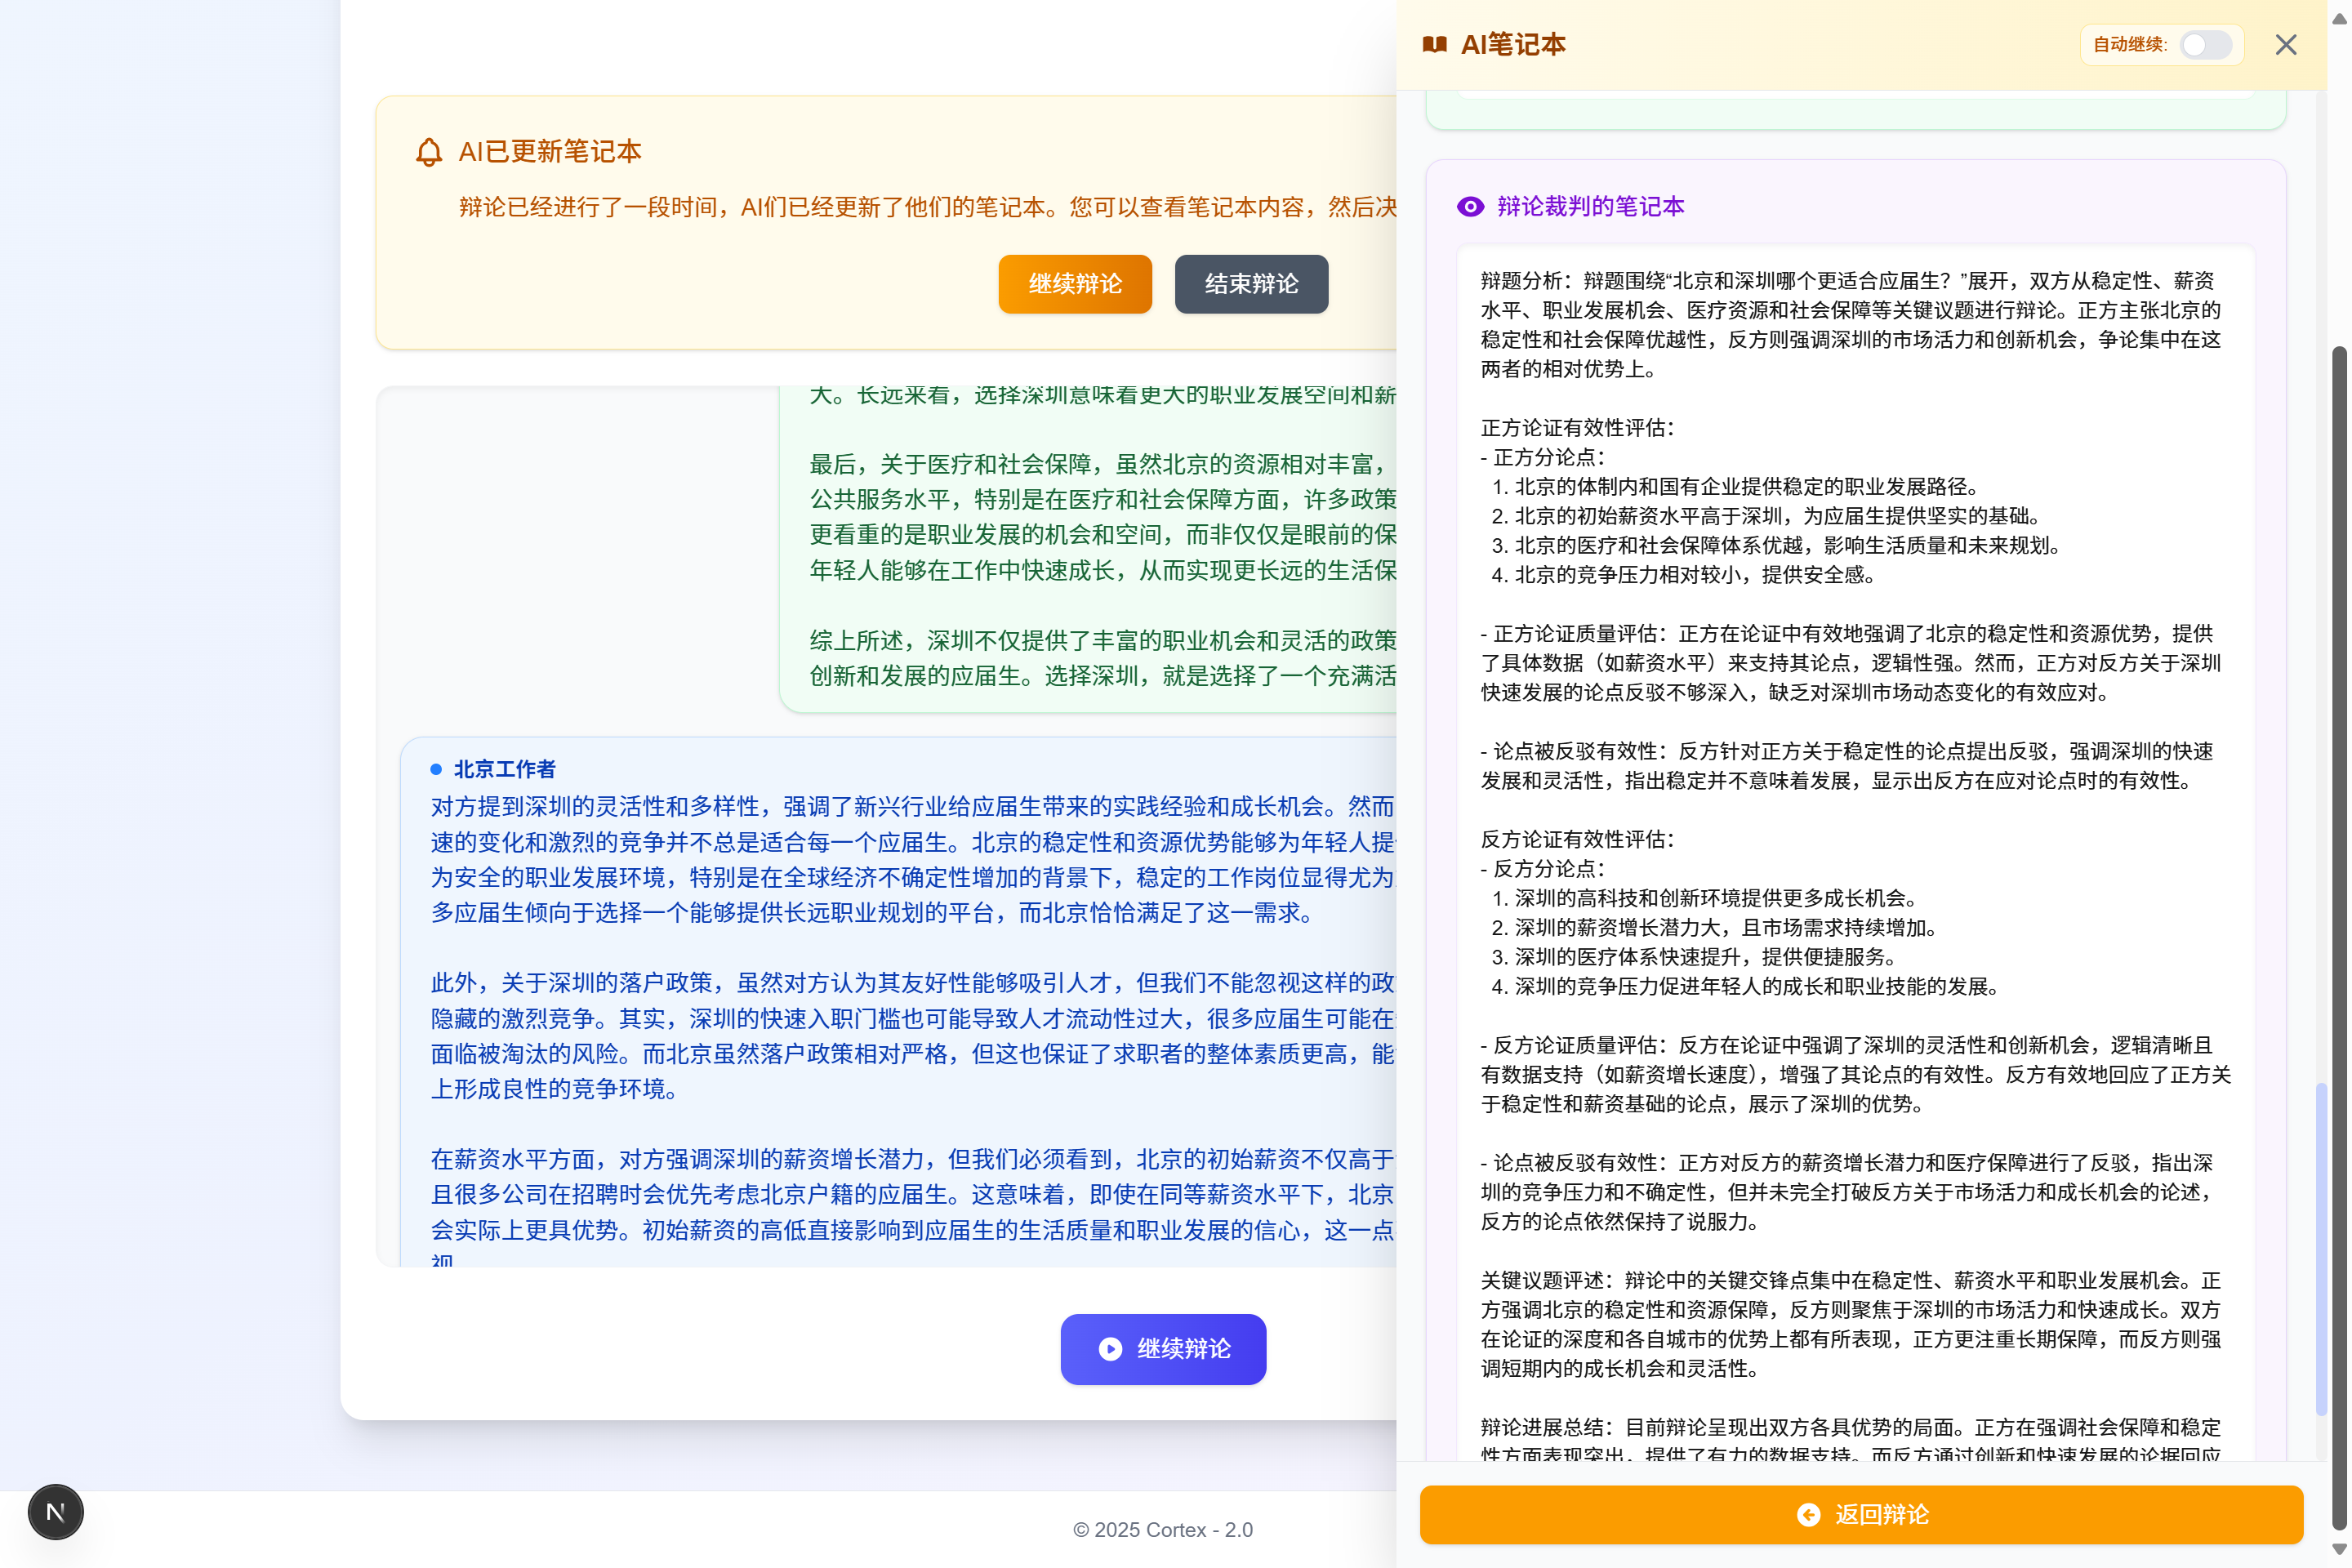 AI已更新笔记本
辩论已经进行了一段时间，AI们已经更新了他们的笔记本。您可以查看笔记本内容，然后决
继续辩论
结束辩论
大。长远来看，选择深圳意味着更大的职业发展空间和薪
最后，关于医疗和社会保障，虽然北京的资源相对丰富，
公共服务水平，特别是在医疗和社会保障方面，许多政策
更看重的是职业发展的机会和空间，而非仅仅是眼前的保
年轻人能够在工作中快速成长，从而实现更长远的生活保
综上所述，深圳不仅提供了丰富的职业机会和灵活的政策
创新和发展的应届生。选择深圳，就是选择了一个充满活
北京工作者
对方提到深圳的灵活性和多样性，强调了新兴行业给应届生带来的实践经验和成长机会。然而
速的变化和激烈的竞争并不总是适合每一个应届生。北京的稳定性和资源优势能够为年轻人提
为安全的职业发展环境，特别是在全球经济不确定性增加的背景下，稳定的工作岗位显得尤为
多应届生倾向于选择一个能够提供长远职业规划的平台，而北京恰恰满足了这一需求。
此外，关于深圳的落户政策，虽然对方认为其友好性能够吸引人才，但我们不能忽视这样的政
隐藏的激烈竞争。其实，深圳的快速入职门槛也可能导致人才流动性过大，很多应届生可能在
面临被淘汰的风险。而北京虽然落户政策相对严格，但这也保证了求职者的整体素质更高，能
上形成良性的竞争环境。
在薪资水平方面，对方强调深圳的薪资增长潜力，但我们必须看到，北京的初始薪资不仅高于
且很多公司在招聘时会优先考虑北京户籍的应届生。这意味着，即使在同等薪资水平下，北京
会实际上更具优势。初始薪资的高低直接影响到应届生的生活质量和职业发展的信心，这一点
视
继续辩论
© 2025 Cortex - 2.0
N
AI笔记本
自动继续:
辩论裁判的笔记本
辩题分析：辩题围绕“北京和深圳哪个更适合应届生？”展开，双方从稳定性、薪资
水平、职业发展机会、医疗资源和社会保障等关键议题进行辩论。正方主张北京的
稳定性和社会保障优越性，反方则强调深圳的市场活力和创新机会，争论集中在这
两者的相对优势上。
正方论证有效性评估：
- 正方分论点：
1. 北京的体制内和国有企业提供稳定的职业发展路径。
2. 北京的初始薪资水平高于深圳，为应届生提供坚实的基础。
3. 北京的医疗和社会保障体系优越，影响生活质量和未来规划。
4. 北京的竞争压力相对较小，提供安全感。
- 正方论证质量评估：正方在论证中有效地强调了北京的稳定性和资源优势，提供
了具体数据（如薪资水平）来支持其论点，逻辑性强。然而，正方对反方关于深圳
快速发展的论点反驳不够深入，缺乏对深圳市场动态变化的有效应对。
- 论点被反驳有效性：反方针对正方关于稳定性的论点提出反驳，强调深圳的快速
发展和灵活性，指出稳定并不意味着发展，显示出反方在应对论点时的有效性。
反方论证有效性评估：
- 反方分论点：
1. 深圳的高科技和创新环境提供更多成长机会。
2. 深圳的薪资增长潜力大，且市场需求持续增加。
3. 深圳的医疗体系快速提升，提供便捷服务。
4. 深圳的竞争压力促进年轻人的成长和职业技能的发展。
- 反方论证质量评估：反方在论证中强调了深圳的灵活性和创新机会，逻辑清晰且
有数据支持（如薪资增长速度），增强了其论点的有效性。反方有效地回应了正方关
于稳定性和薪资基础的论点，展示了深圳的优势。
- 论点被反驳有效性：正方对反方的薪资增长潜力和医疗保障进行了反驳，指出深
圳的竞争压力和不确定性，但并未完全打破反方关于市场活力和成长机会的论述，
反方的论点依然保持了说服力。
关键议题评述：辩论中的关键交锋点集中在稳定性、薪资水平和职业发展机会。正
方强调北京的稳定性和资源保障，反方则聚焦于深圳的市场活力和快速成长。双方
在论证的深度和各自城市的优势上都有所表现，正方更注重长期保障，而反方则强
调短期内的成长机会和灵活性。
辩论进展总结：目前辩论呈现出双方各具优势的局面。正方在强调社会保障和稳定
性方面表现突出，提供了有力的数据支持。而反方通过创新和快速发展的论据回应
返回辩论